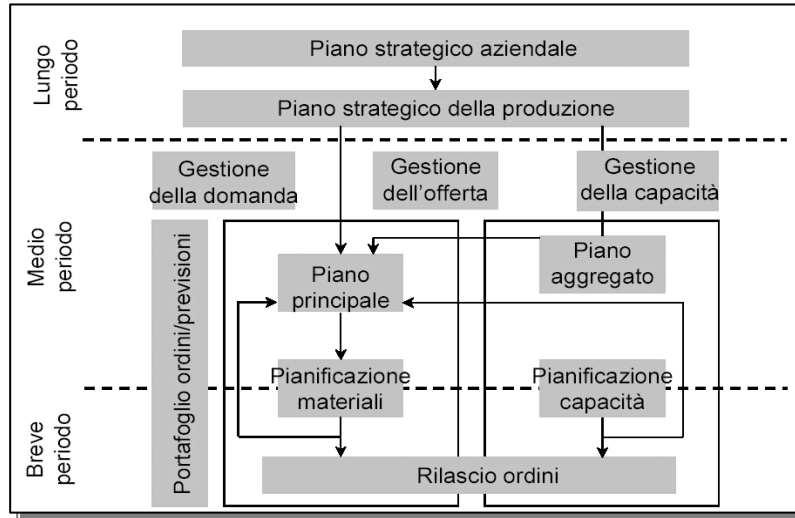 Lungo
periodo
Piano strategico aziendale
Piano strategico della produzione
Medio
periodo
Gestione
della domanda
Gestione
dell'offerta
Gestione
della capacità
Portafoglio ordini/previsioni
Piano
principale
Piano
aggregato
Pianificazione
materiali
Pianificazione
capacità
Breve
periodo
Rilascio ordini